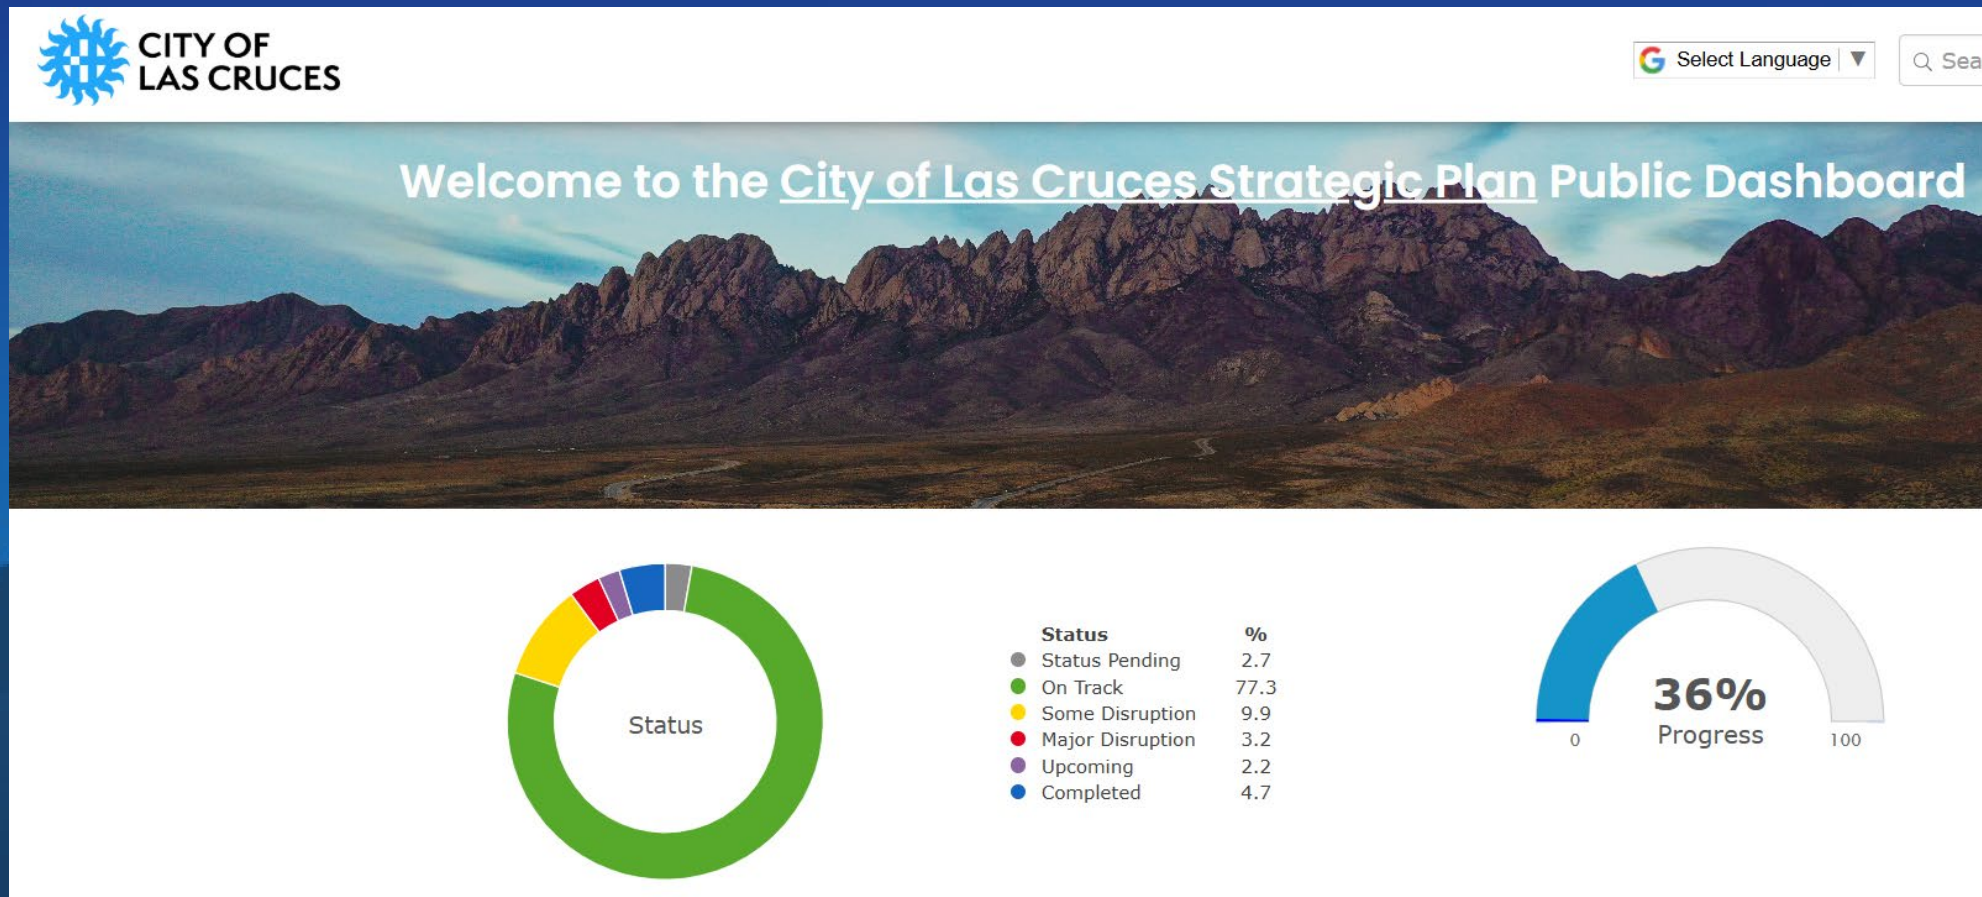 CITY OF
LAS CRUCES
Select Language ▼
Welcome to the City of Las Cruces Strategic Plan Public Dashboard
Status
Status %
Status Pending 2.7
On Track 77.3
Some Disruption 9.9
Major Disruption 3.2
Upcoming 2.2
Completed 4.7
36%
Progress
0 100